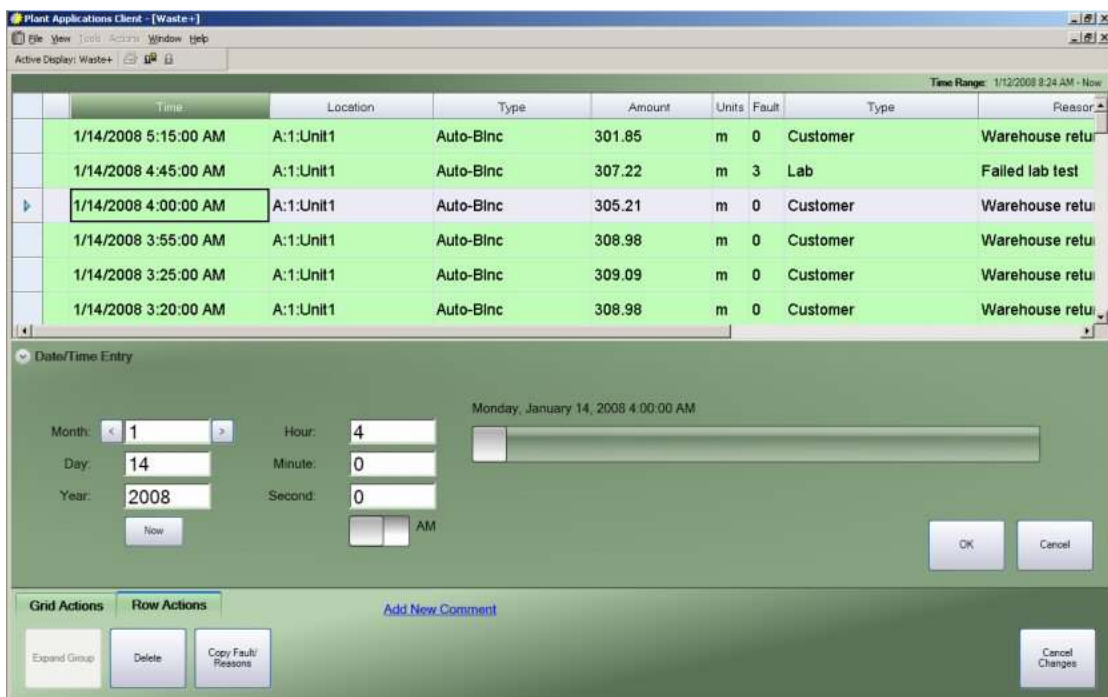 Plant Applications Client - [Waste+]
File View Tools Actions Window Help
Active Display: Waste+
Time Range: 1/12/2008 8:24 AM - Now
Time Location Type Amount Units Fault Type Reason
1/14/2008 5:15:00 AM A:1:Unit1 Auto-BInc 301.85 m 0 Customer Warehouse retu
1/14/2008 4:45:00 AM A:1:Unit1 Auto-BInc 307.22 m 3 Lab Failed lab test
1/14/2008 4:00:00 AM A:1:Unit1 Auto-BInc 305.21 m 0 Customer Warehouse retu
1/14/2008 3:55:00 AM A:1:Unit1 Auto-BInc 308.98 m 0 Customer Warehouse retu
1/14/2008 3:25:00 AM A:1:Unit1 Auto-BInc 309.09 m 0 Customer Warehouse retu
1/14/2008 3:20:00 AM A:1:Unit1 Auto-BInc 308.98 m 0 Customer Warehouse retu
Date/Time Entry
Monday, January 14, 2008 4:00:00 AM
Month: < 1 > Hour: 4
Day: 14 Minute: 0
Year: 2008 Second: 0
Now AM
OK Cancel
Grid Actions Row Actions Add New Comment
Expand Group Delete Copy Fault/
Reasons Cancel
Changes